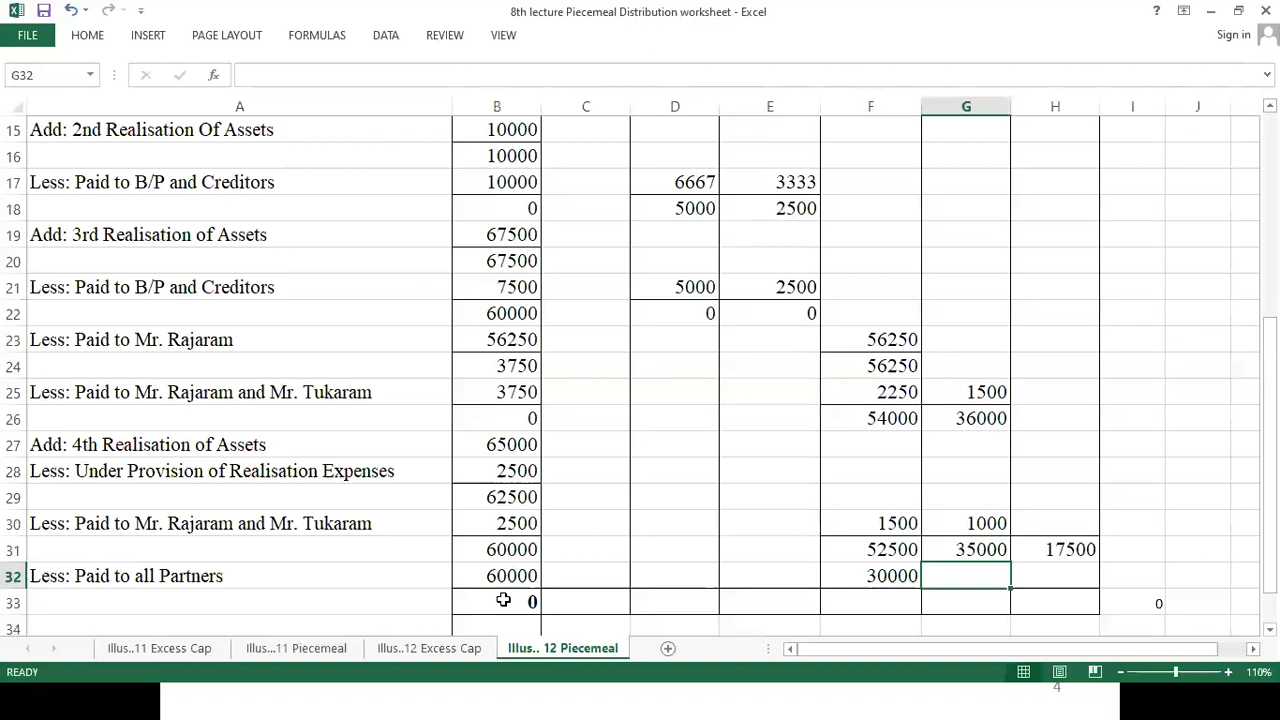 8th lecture Piecemeal Distribution worksheet - Excel
FILE HOME INSERT PAGE LAYOUT FORMULAS DATA REVIEW VIEW Sign in
G32 fx
A B C D E F G H I J
15 Add: 2nd Realisation Of Assets 10000
16 10000
17 Less: Paid to B/P and Creditors 10000 6667 3333
18 0 5000 2500
19 Add: 3rd Realisation of Assets 67500
20 67500
21 Less: Paid to B/P and Creditors 7500 5000 2500
22 60000 0 0
23 Less: Paid to Mr. Rajaram 56250 56250
24 3750 56250
25 Less: Paid to Mr. Rajaram and Mr. Tukaram 3750 2250 1500
26 0 54000 36000
27 Add: 4th Realisation of Assets 65000
28 Less: Under Provision of Realisation Expenses 2500
29 62500
30 Less: Paid to Mr. Rajaram and Mr. Tukaram 2500 1500 1000
31 60000 52500 35000 17500
32 Less: Paid to all Partners 60000 30000
33 0 0
34
Illus..11 Excess Cap Illus...11 Piecemeal Illus..12 Excess Cap Illus.. 12 Piecemeal
READY 110%
4